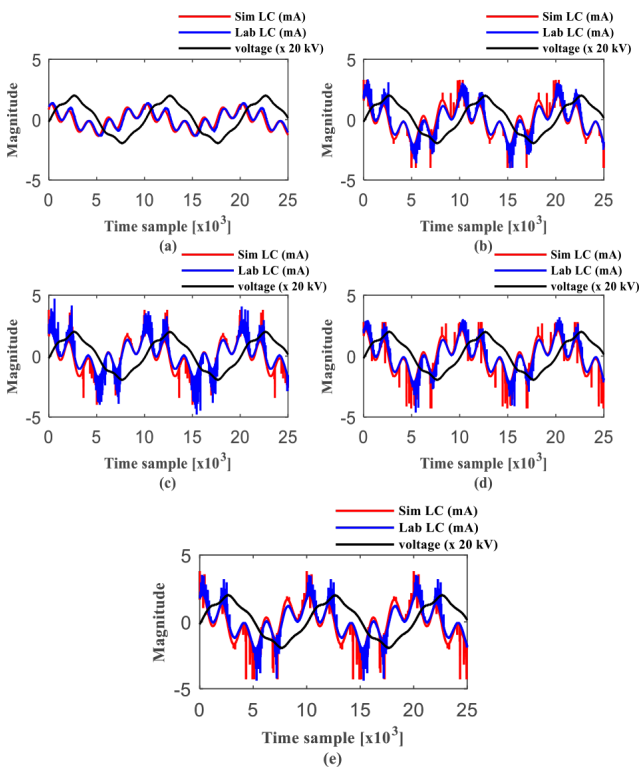 Sim LC (mA)
Lab LC (mA)
voltage (x 20 kV)
5
0
-5
Magnitude
0 5 10 15 20 25
Time sample [x10³]
(a)
Sim LC (mA)
Lab LC (mA)
voltage (x 20 kV)
5
0
-5
Magnitude
0 5 10 15 20 25
Time sample [x10³]
(b)
Sim LC (mA)
Lab LC (mA)
voltage (x 20 kV)
5
0
-5
Magnitude
0 5 10 15 20 25
Time sample [x10³]
(c)
Sim LC (mA)
Lab LC (mA)
voltage (x 20 kV)
5
0
-5
Magnitude
0 5 10 15 20 25
Time sample [x10³]
(d)
Sim LC (mA)
Lab LC (mA)
voltage (x 20 kV)
5
0
-5
Magnitude
0 5 10 15 20 25
Time sample [x10³]
(e)